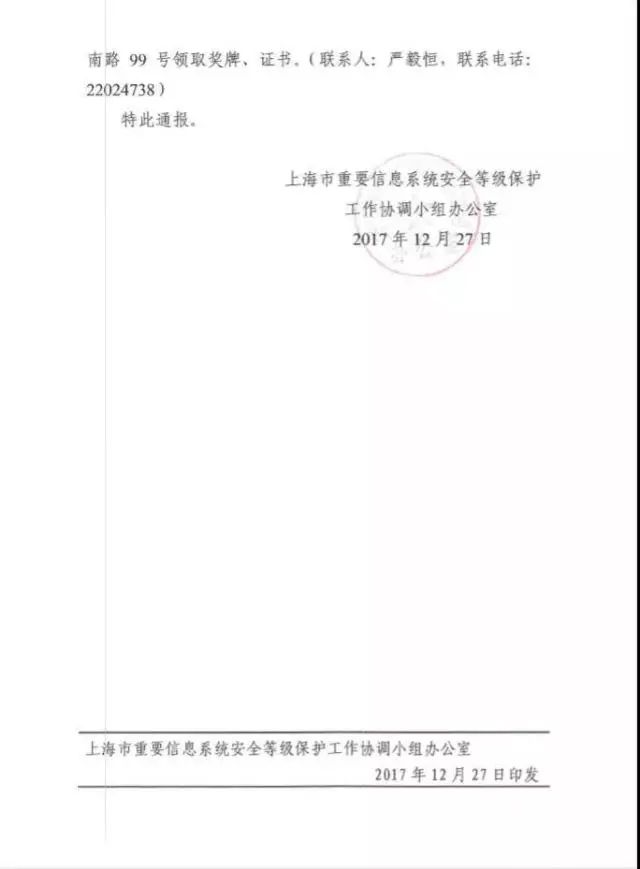 南路 99 号领取奖牌、证书。（联系人：严毅恒，联系电话：
22024738）
特此通报。
上海市重要信息系统安全等级保护
工作协调小组办公室
2017 年 12 月 27 日
上海市重要信息系统安全等级保护工作协调小组办公室
2017 年 12 月 27 日印发